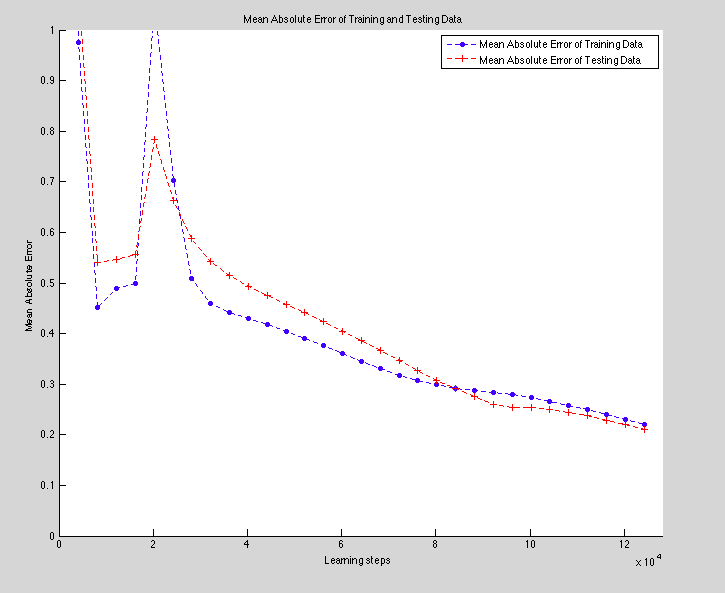 Mean Absolute Error of Training and Testing Data
Mean Absolute Error of Training Data
Mean Absolute Error of Testing Data
Mean Absolute Error
1
0.9
0.8
0.7
0.6
0.5
0.4
0.3
0.2
0.1
0
0 2 4 6 8 10 12
x 10^4
Learning steps